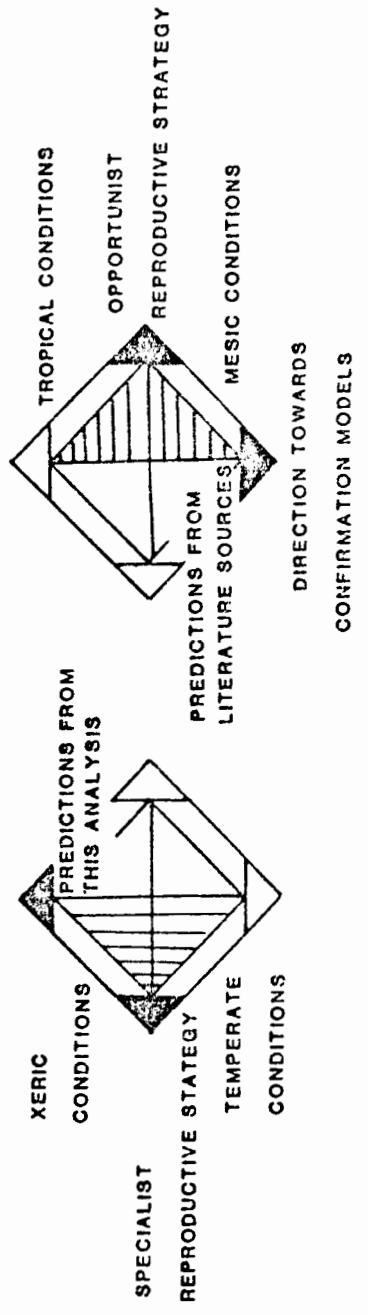 XERIC
CONDITIONS
PREDICTIONS FROM
THIS ANALYSIS
SPECIALIST
REPRODUCTIVE STATEGY
TEMPERATE
CONDITIONS
TROPICAL CONDITIONS
OPPORTUNIST
REPRODUCTIVE STRATEGY
PREDICTIONS FROM
LITERATURE SOURCES
MESIC CONDITIONS
DIRECTION TOWARDS
CONFIRMATION MODELS